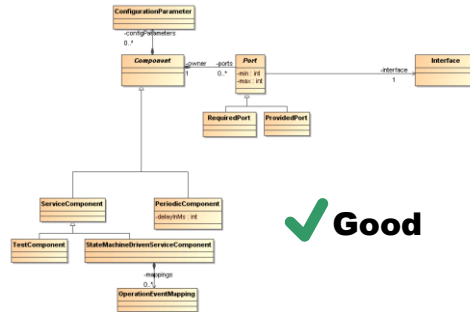 ConfigurationParameter
-configParameters
0..*
Component
-owner
1
-ports
0..*
Port
-min : int
-max : int
-interface
1
Interface
RequiredPort
ProvidedPort
ServiceComponent
PeriodicComponent
-delayInMs : int
TestComponent
StateMachineDrivenServiceComponent
-mappings
0..*
OperationEventMapping
Good